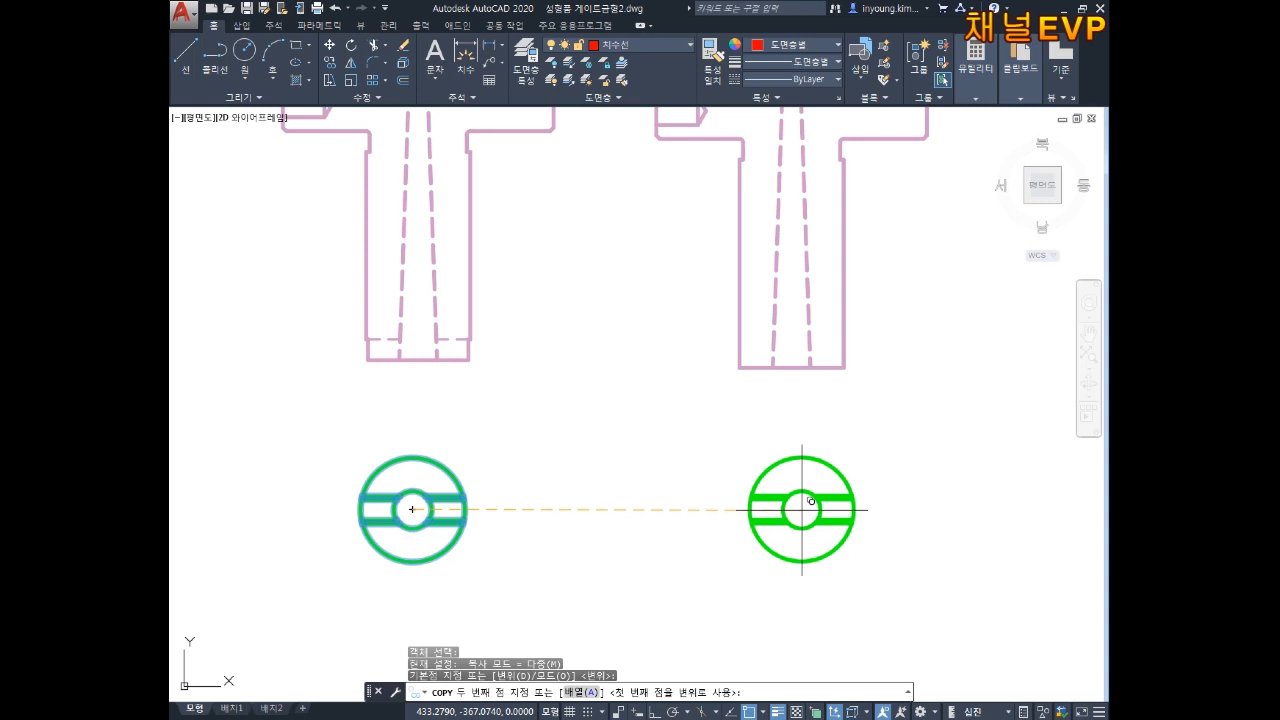 Autodesk AutoCAD 2020 성형품 게이트금형2.dwg
키워드 또는 구문 입력
inyoung.kim...
채널EVP
홈 삽입 주석 파라메트릭 뷰 관리 출력 애드인 공동 작업 주요 응용프로그램
치수선
도면층별
도면층별
ByLayer
선 폴리선 원 호
문자 치수
도면층 특성
특성 일치
삽입
그룹
유틸리티
클립보드
기준
그리기 수정 주석 도면층 특성 블록 그룹 뷰
[-][평면도][2D 와이어프레임]
북
서 평면도 동
남
WCS
Y
X
객체 선택:
현재 설정: 복사 모드 = 다중(M)
기본점 지정 또는 [변위(D)/모드(O)] <변위>:
COPY 두 번째 점 지정 또는 [배열(A)] <첫 번째 점을 변위로 사용>:
모형 배치1 배치2 +
433.2790, -367.0740, 0.0000 모형
십진